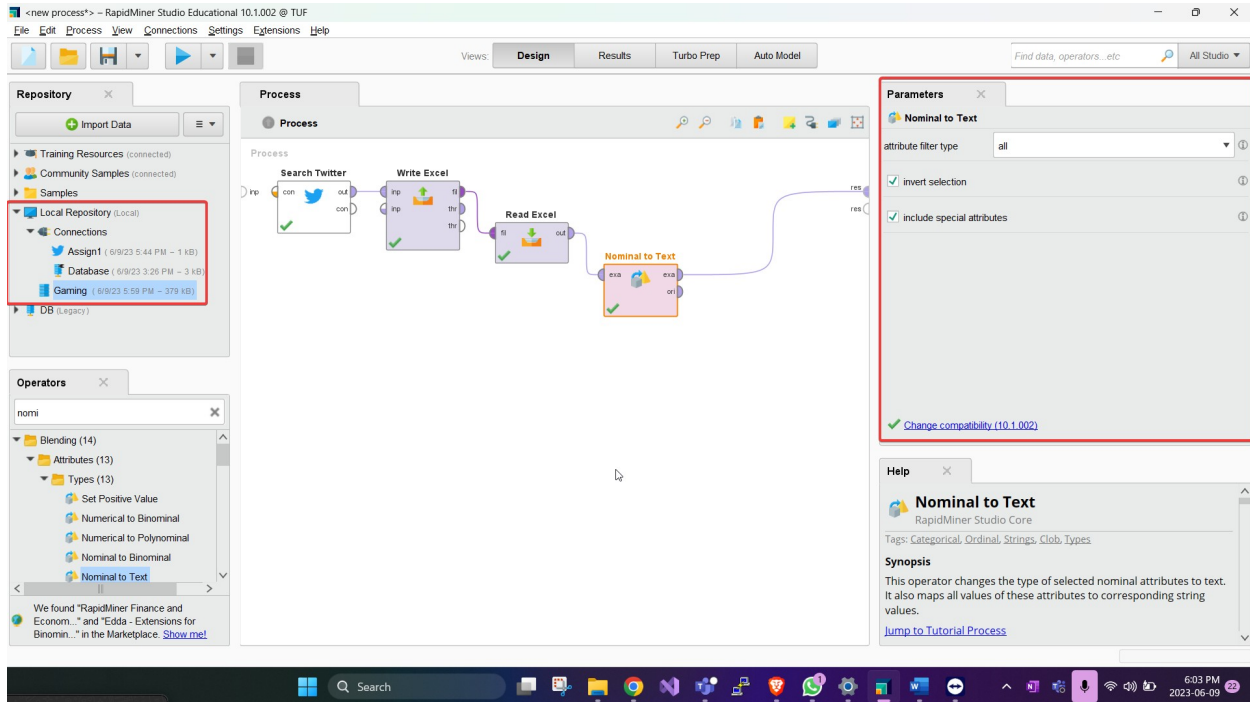 <new process*> – RapidMiner Studio Educational 10.1.002 @ TUF
File Edit Process View Connections Settings Extensions Help
Views: Design Results Turbo Prep Auto Model
Find data, operators...etc
All Studio
Repository
Import Data
Training Resources (connected)
Community Samples (connected)
Samples
Local Repository (Local)
Connections
Assign1 ( 6/9/23 5:44 PM – 1 kB)
Database ( 6/9/23 3:26 PM – 3 kB)
Gaming ( 6/9/23 5:59 PM – 379 kB)
DB (Legacy)
Operators
nomi
Blending (14)
Attributes (13)
Types (13)
Set Positive Value
Numerical to Binominal
Numerical to Polynominal
Nominal to Binominal
Nominal to Text
We found "RapidMiner Finance and
Econom..." and "Edda - Extensions for
Binomin..." in the Marketplace. Show me!
Process
Process
Process
inp
Search Twitter
con out
con
Write Excel
inp fil
inp thr
thr
Read Excel
fil out
Nominal to Text
exa exa
ori
res
res
Parameters
Nominal to Text
attribute filter type all
invert selection
include special attributes
Change compatibility (10.1.002)
Help
Nominal to Text
RapidMiner Studio Core
Tags: Categorical, Ordinal, Strings, Clob, Types
Synopsis
This operator changes the type of selected nominal attributes to text.
It also maps all values of these attributes to corresponding string
values.
Jump to Tutorial Process
Search
1
6:03 PM
2023-06-09
22